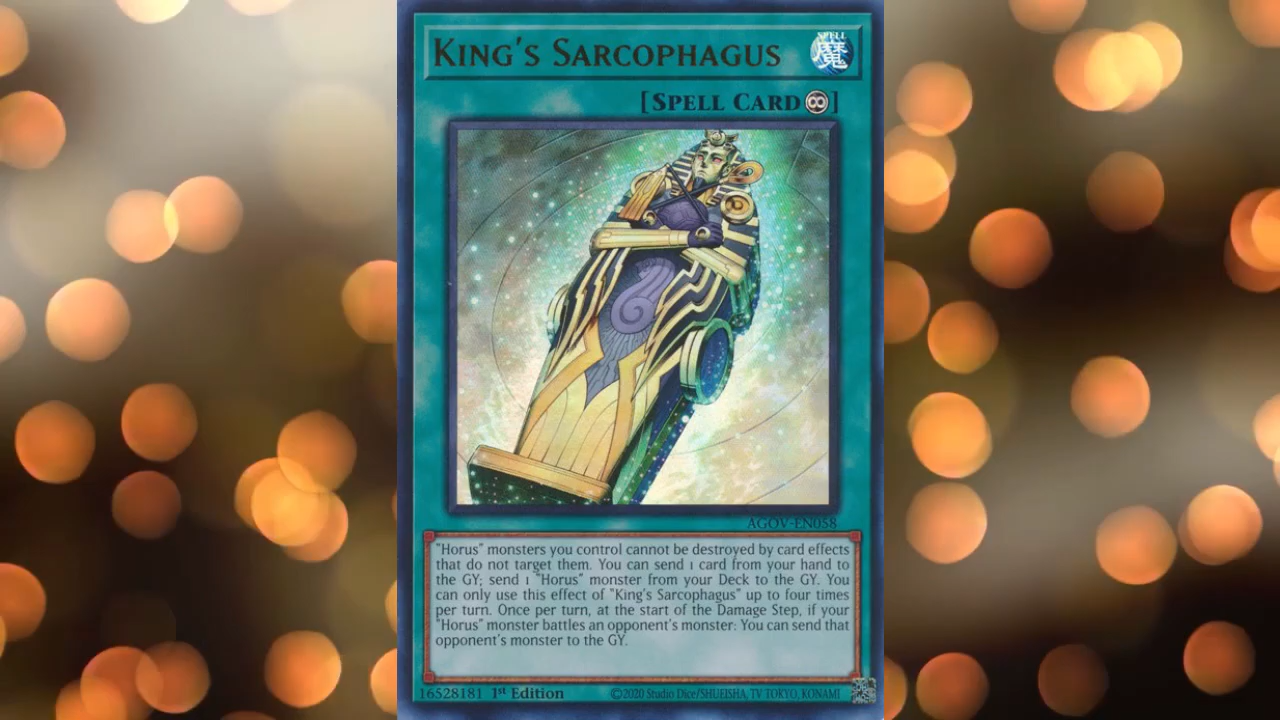 King's Sarcophagus
SPELL
魔
[Spell Card]
AGOV-EN058
"Horus" monsters you control cannot be destroyed by card effects
that do not target them. You can send 1 card from your hand to
the GY; send 1 "Horus" monster from your Deck to the GY. You
can only use this effect of "King's Sarcophagus" up to four times
per turn. Once per turn, at the start of the Damage Step, if your
"Horus" monster battles an opponent's monster: You can send that
opponent's monster to the GY.
16528181 1st Edition ©2020 Studio Dice/SHUEISHA, TV TOKYO, KONAMI